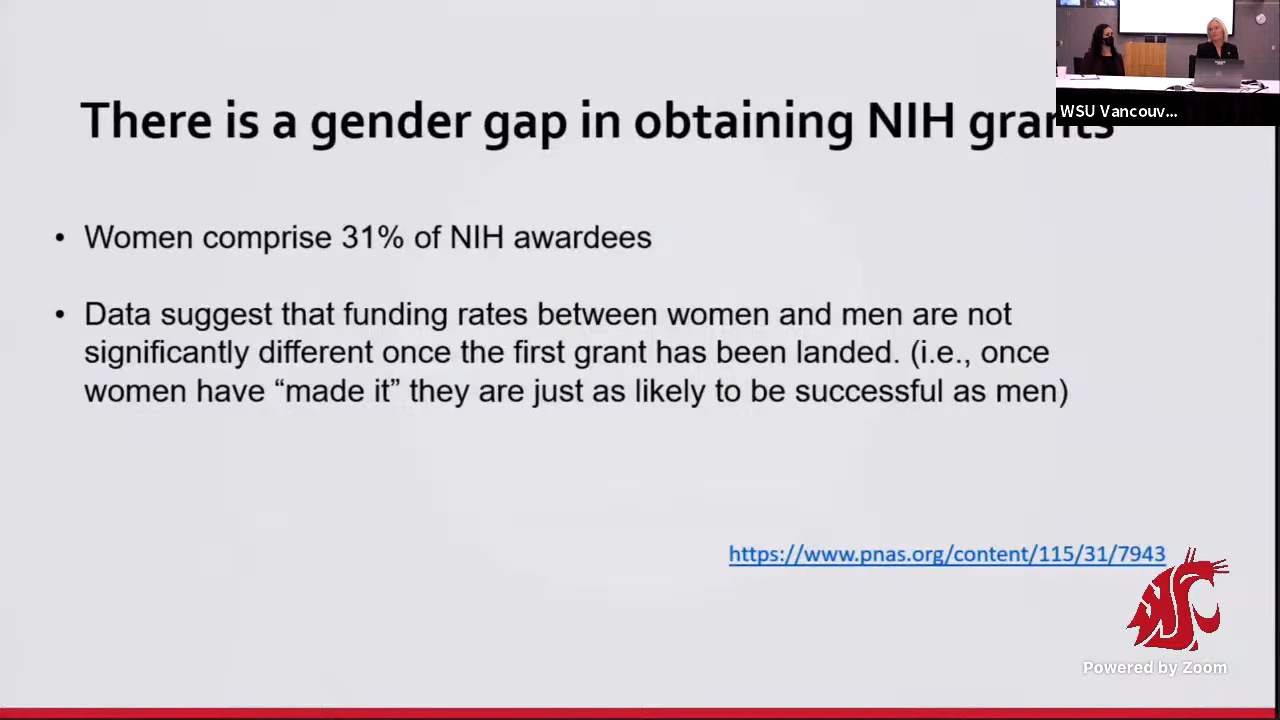 There is a gender gap in obtaining NIH grants
WSU Vancouv...
• Women comprise 31% of NIH awardees
• Data suggest that funding rates between women and men are not
significantly different once the first grant has been landed. (i.e., once
women have “made it” they are just as likely to be successful as men)
https://www.pnas.org/content/115/31/7943
Powered by Zoom